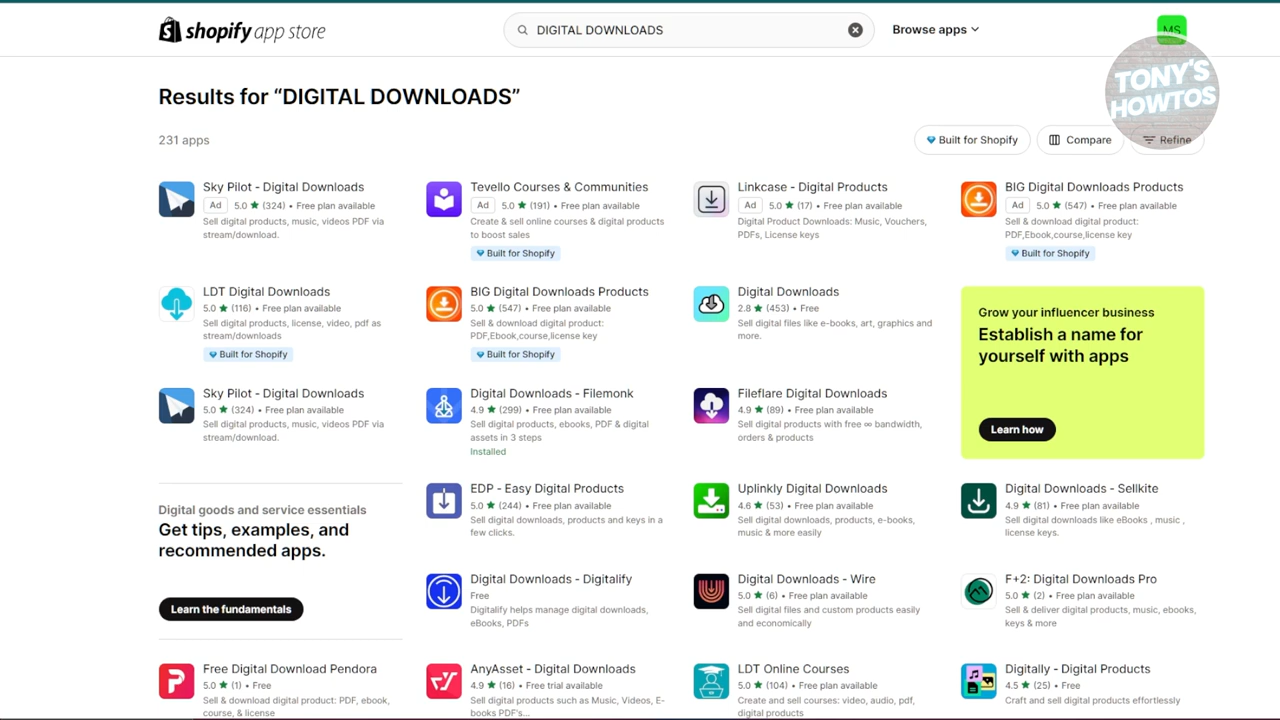 shopify app store
DIGITAL DOWNLOADS
Browse apps
MS
TONY'S
HOWTOS
Results for “DIGITAL DOWNLOADS”
231 apps
Built for Shopify
Compare
Refine
Sky Pilot - Digital Downloads
Ad 5.0 ★ (324) • Free plan available
Sell digital products, music, videos PDF via
stream/download.
Tevello Courses & Communities
Ad 5.0 ★ (191) • Free plan available
Create & sell online courses & digital products
to boost sales
Built for Shopify
Linkcase - Digital Products
Ad 5.0 ★ (17) • Free plan available
Digital Product Downloads: Music, Vouchers,
PDFs, License keys
BIG Digital Downloads Products
Ad 5.0 ★ (547) • Free plan available
Sell & download digital product:
PDF,Ebook,course,license key
Built for Shopify
LDT Digital Downloads
5.0 ★ (116) • Free plan available
Sell digital products, license, video, pdf as
stream/downloads
Built for Shopify
BIG Digital Downloads Products
5.0 ★ (547) • Free plan available
Sell & download digital product:
PDF,Ebook,course,license key
Built for Shopify
Digital Downloads
2.8 ★ (453) • Free
Sell digital files like e-books, art, graphics and
more.
Grow your influencer business
Establish a name for
yourself with apps
Learn how
Sky Pilot - Digital Downloads
5.0 ★ (324) • Free plan available
Sell digital products, music, videos PDF via
stream/download.
Digital Downloads - Filemonk
4.9 ★ (299) • Free plan available
Sell digital products, ebooks, PDF & digital
assets in 3 steps
Installed
Fileflare Digital Downloads
4.9 ★ (89) • Free plan available
Sell digital products with free ∞ bandwidth,
orders & products
Digital goods and service essentials
Get tips, examples, and
recommended apps.
Learn the fundamentals
EDP - Easy Digital Products
5.0 ★ (244) • Free plan available
Sell digital downloads, products and keys in a
few clicks.
Uplinkly Digital Downloads
4.6 ★ (53) • Free plan available
Sell digital downloads, products, e-books,
music & more easily
Digital Downloads - Sellkite
4.9 ★ (81) • Free plan available
Sell digital downloads like eBooks , music ,
license keys.
Digital Downloads - Digitalify
Free
Digitalify helps manage digital downloads,
eBooks, PDFs
Digital Downloads - Wire
5.0 ★ (6) • Free plan available
Sell digital files and custom products easily
and economically
F+2: Digital Downloads Pro
5.0 ★ (2) • Free plan available
Sell & deliver digital products, music, ebooks,
keys & more
Free Digital Download Pendora
5.0 ★ (1) • Free
Sell & download digital product: PDF, ebook,
course, & license
AnyAsset - Digital Downloads
4.9 ★ (16) • Free trial available
Sell digital products such as Music, Videos, E-
books PDF's...
LDT Online Courses
5.0 ★ (104) • Free plan available
Create and sell courses: video, audio, pdf,
digital products
Digitally - Digital Products
4.5 ★ (25) • Free
Craft and sell digital products effortlessly